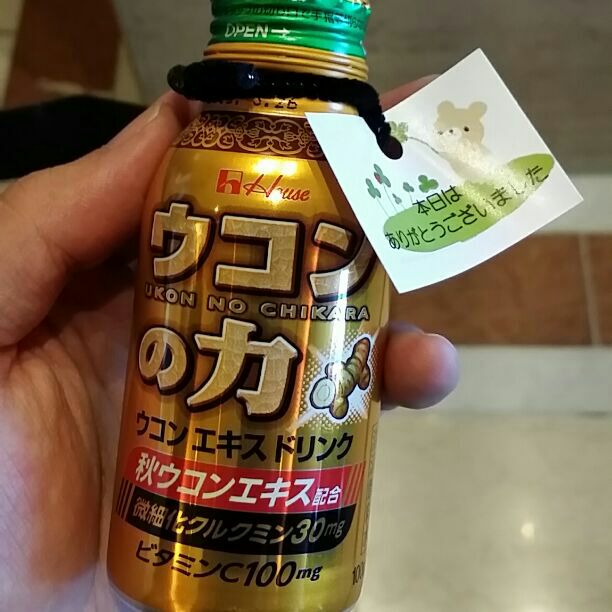 OPEN→
House
ウコン
UKON NO CHIKARA
の力
ウコン エキス ドリンク
秋ウコンエキス配合
微細化クルクミン30mg
ビタミンC100mg
本日は
ありがとうございました